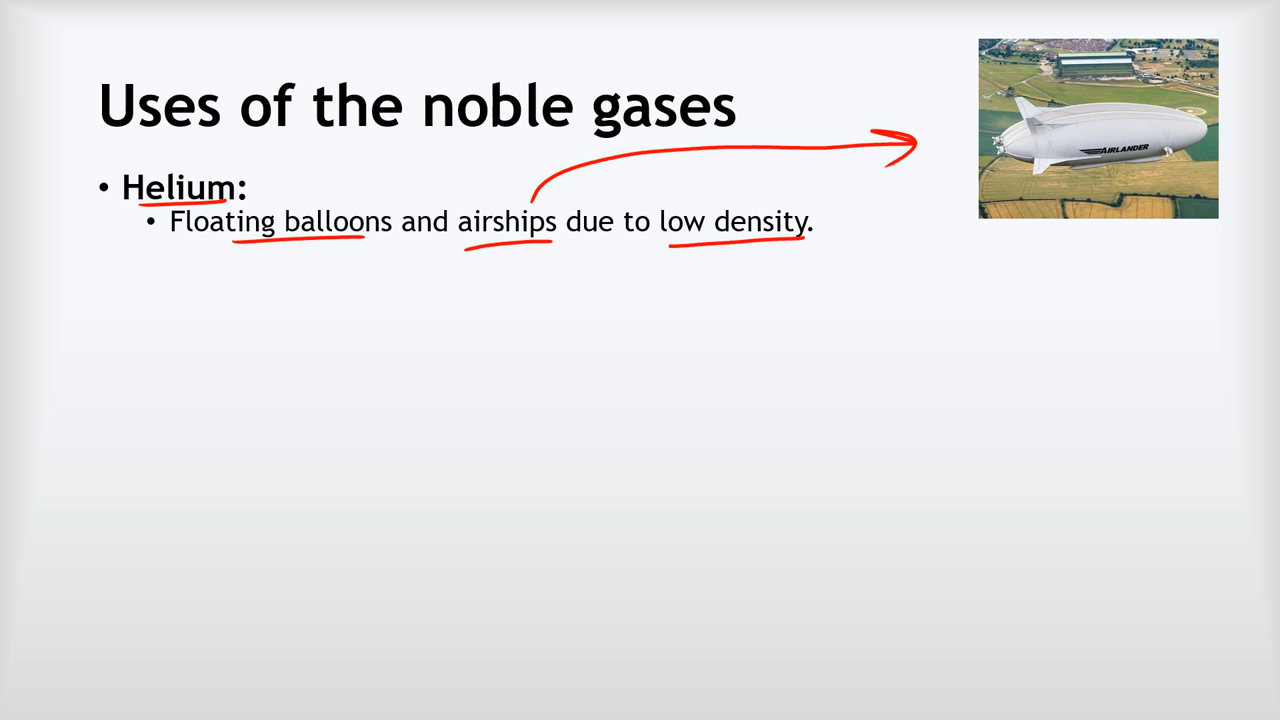 Uses of the noble gases
• Helium:
• Floating balloons and airships due to low density.
AIRLANDER